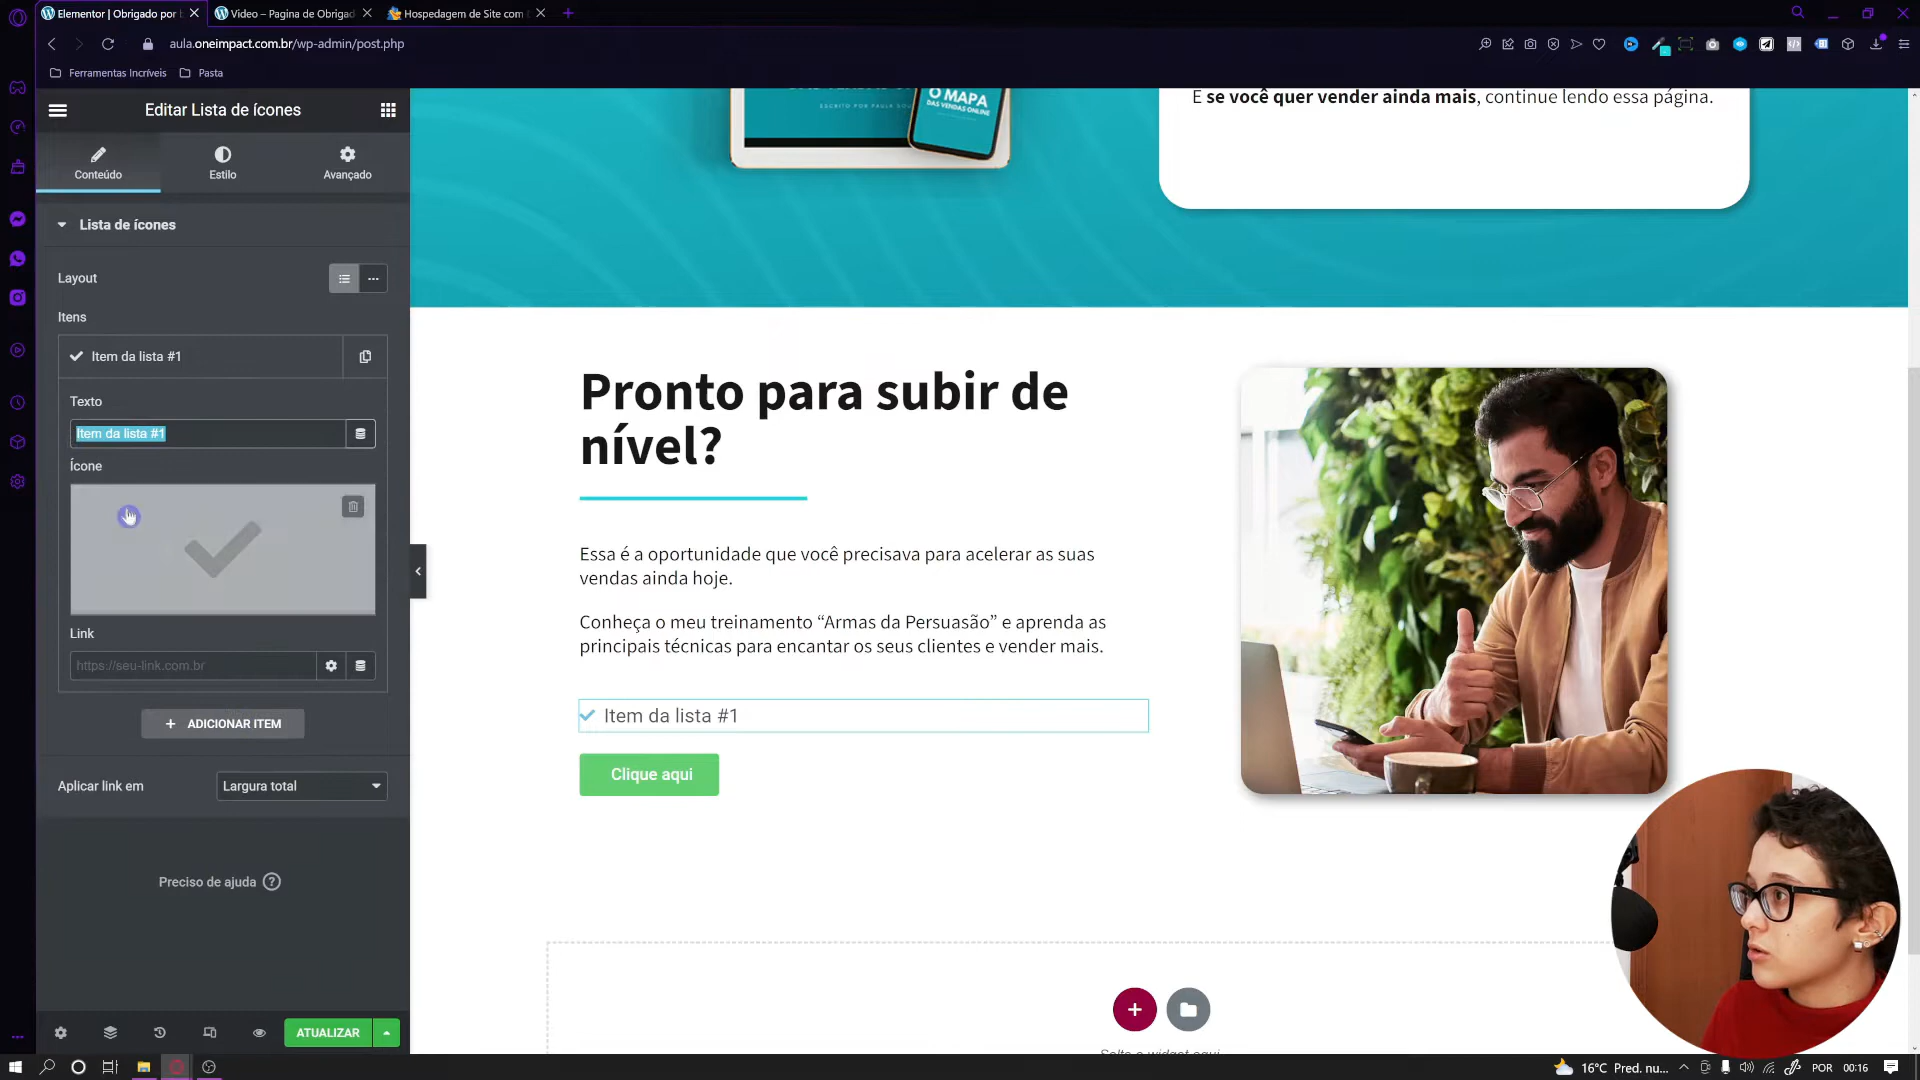 Elementor | Obrigado por b
Video – Pagina de Obrigad
Hospedagem de Site com D
aula.oneimpact.com.br/wp-admin/post.php
Ferramentas Incríveis
Pasta
Editar Lista de ícones
Conteúdo
Estilo
Avançado
Lista de ícones
Layout
Itens
Item da lista #1
Texto
Item da lista #1
Ícone
Link
https://seu-link.com.br
ADICIONAR ITEM
Aplicar link em
Largura total
Preciso de ajuda
ATUALIZAR
O MAPA
DAS VENDAS ONLINE
E se você quer vender ainda mais, continue lendo essa página.
Pronto para subir de
nível?
Essa é a oportunidade que você precisava para acelerar as suas
vendas ainda hoje.
Conheça o meu treinamento “Armas da Persuasão” e aprenda as
principais técnicas para encantar os seus clientes e vender mais.
Item da lista #1
Clique aqui
16°C Pred. nu...
POR
00:16